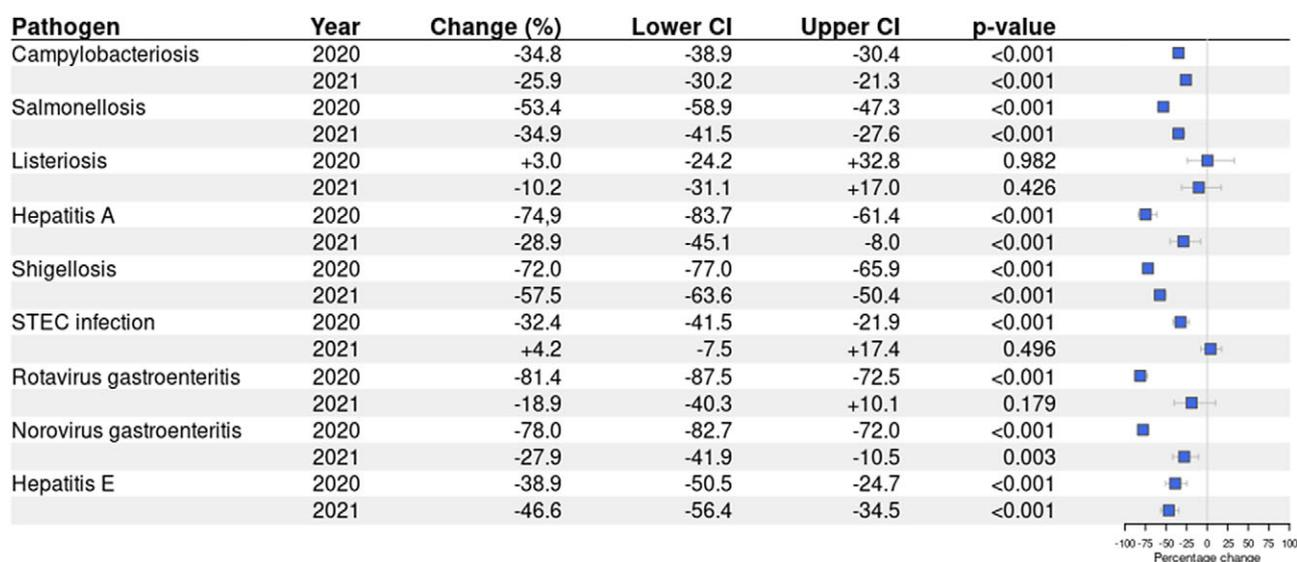 Pathogen Year Change (%) Lower CI Upper CI p-value
Campylobacteriosis 2020 -34.8 -38.9 -30.4 <0.001
2021 -25.9 -30.2 -21.3 <0.001
Salmonellosis 2020 -53.4 -58.9 -47.3 <0.001
2021 -34.9 -41.5 -27.6 <0.001
Listeriosis 2020 +3.0 -24.2 +32.8 0.982
2021 -10.2 -31.1 +17.0 0.426
Hepatitis A 2020 -74,9 -83.7 -61.4 <0.001
2021 -28.9 -45.1 -8.0 <0.001
Shigellosis 2020 -72.0 -77.0 -65.9 <0.001
2021 -57.5 -63.6 -50.4 <0.001
STEC infection 2020 -32.4 -41.5 -21.9 <0.001
2021 +4.2 -7.5 +17.4 0.496
Rotavirus gastroenteritis 2020 -81.4 -87.5 -72.5 <0.001
2021 -18.9 -40.3 +10.1 0.179
Norovirus gastroenteritis 2020 -78.0 -82.7 -72.0 <0.001
2021 -27.9 -41.9 -10.5 0.003
Hepatitis E 2020 -38.9 -50.5 -24.7 <0.001
2021 -46.6 -56.4 -34.5 <0.001
-100 -75 -50 -25 0 25 50 75 100
Percentage change